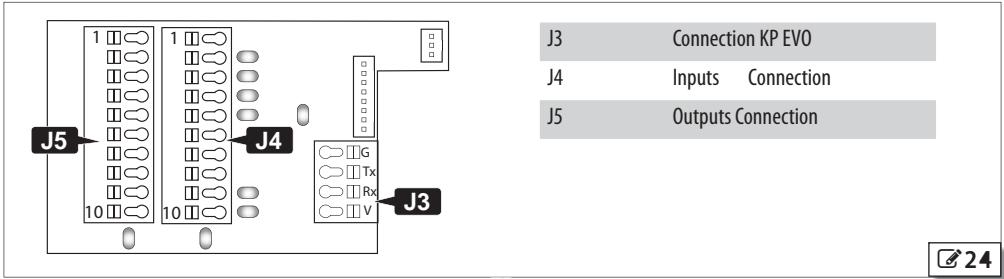 1 1
J5 J4
10 10
G
Tx
Rx
V
J3
J3 Connection KP EVO
J4 Inputs Connection
J5 Outputs Connection
24